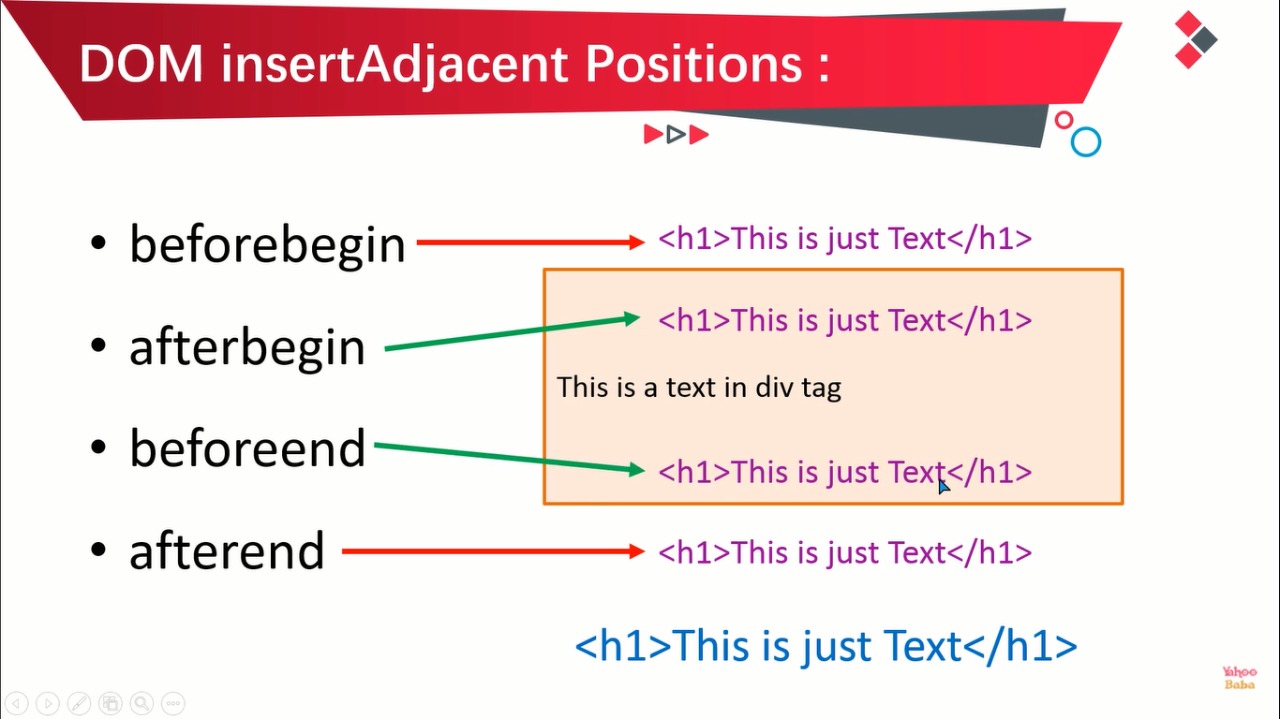 DOM insertAdjacent Positions :
• beforebegin
<h1>This is just Text</h1>
• afterbegin
<h1>This is just Text</h1>
This is a text in div tag
• beforeend
<h1>This is just Text</h1>
• afterend
<h1>This is just Text</h1>
<h1>This is just Text</h1>
Yahoo
Baba